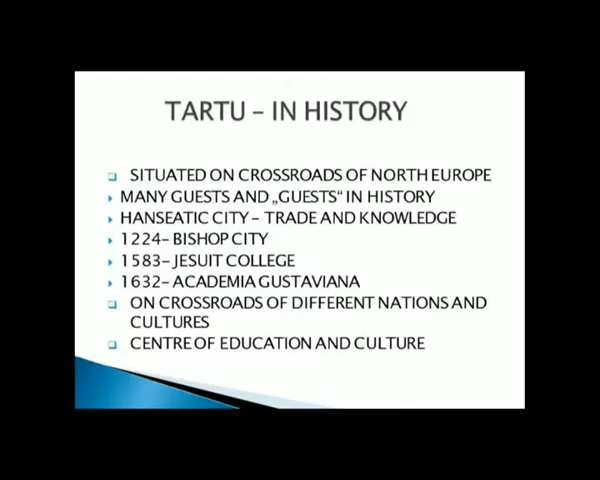 TARTU – IN HISTORY
SITUATED ON CROSSROADS OF NORTH EUROPE
MANY GUESTS AND „GUESTS“ IN HISTORY
HANSEATIC CITY – TRADE AND KNOWLEDGE
1224– BISHOP CITY
1583– JESUIT COLLEGE
1632– ACADEMIA GUSTAVIANA
ON CROSSROADS OF DIFFERENT NATIONS AND
CULTURES
CENTRE OF EDUCATION AND CULTURE